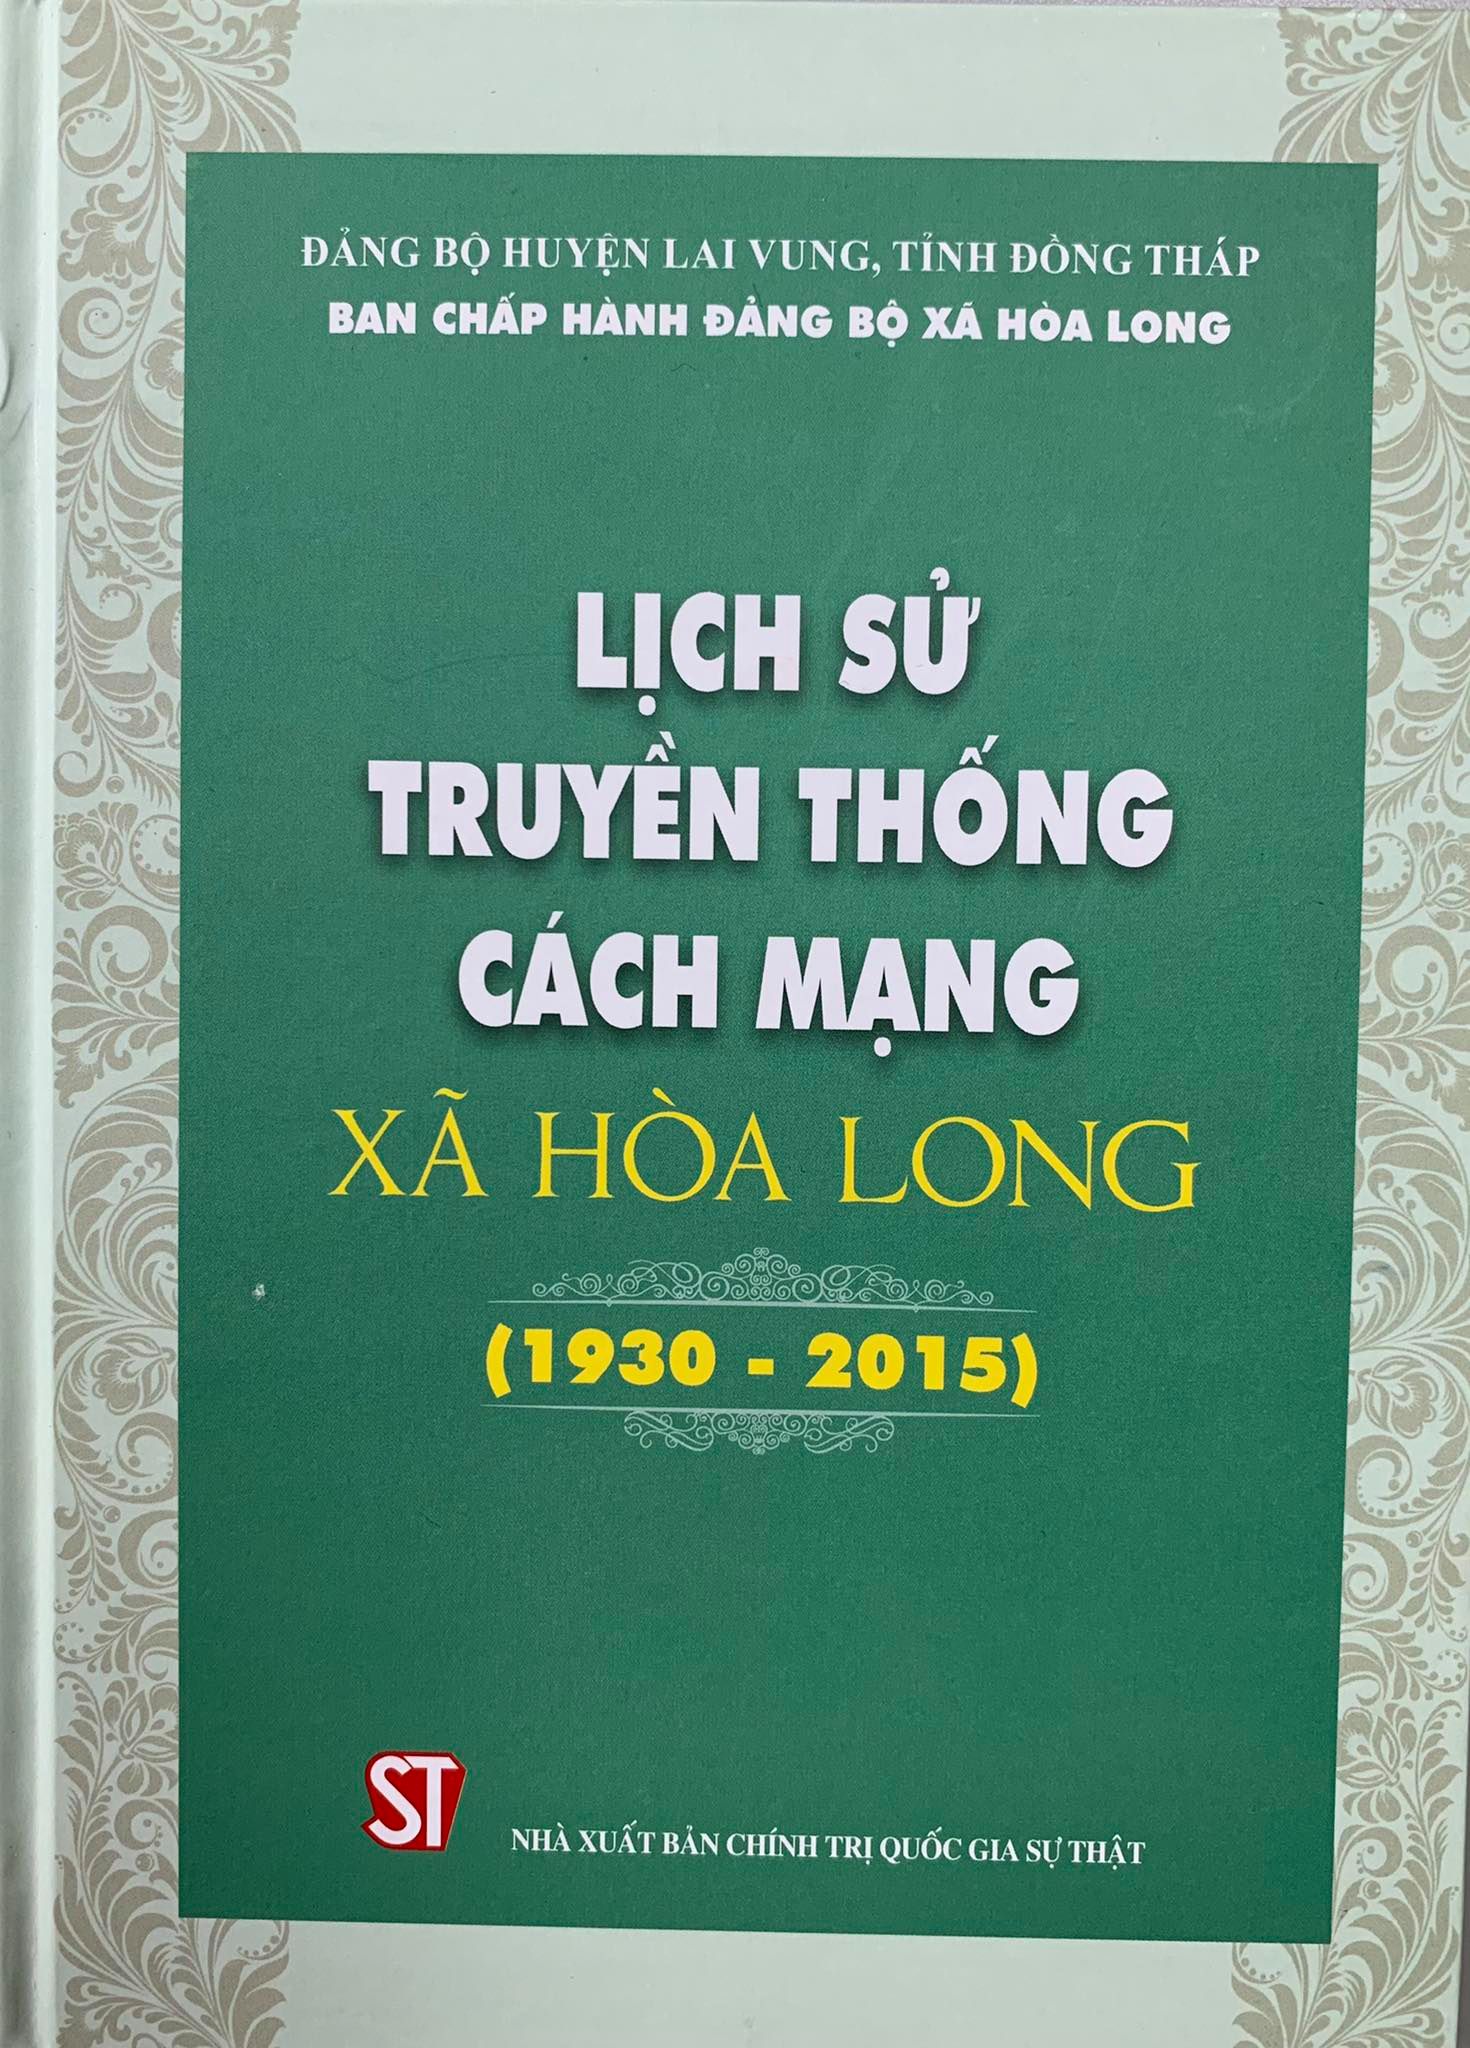 ĐẢNG BỘ HUYỆN LAI VUNG, TỈNH ĐỒNG THÁP
BAN CHẤP HÀNH ĐẢNG BỘ XÃ HÒA LONG
LỊCH SỬ
TRUYỀN THỐNG
CÁCH MẠNG
XÃ HÒA LONG
(1930 - 2015)
ST
NHÀ XUẤT BẢN CHÍNH TRỊ QUỐC GIA SỰ THẬT